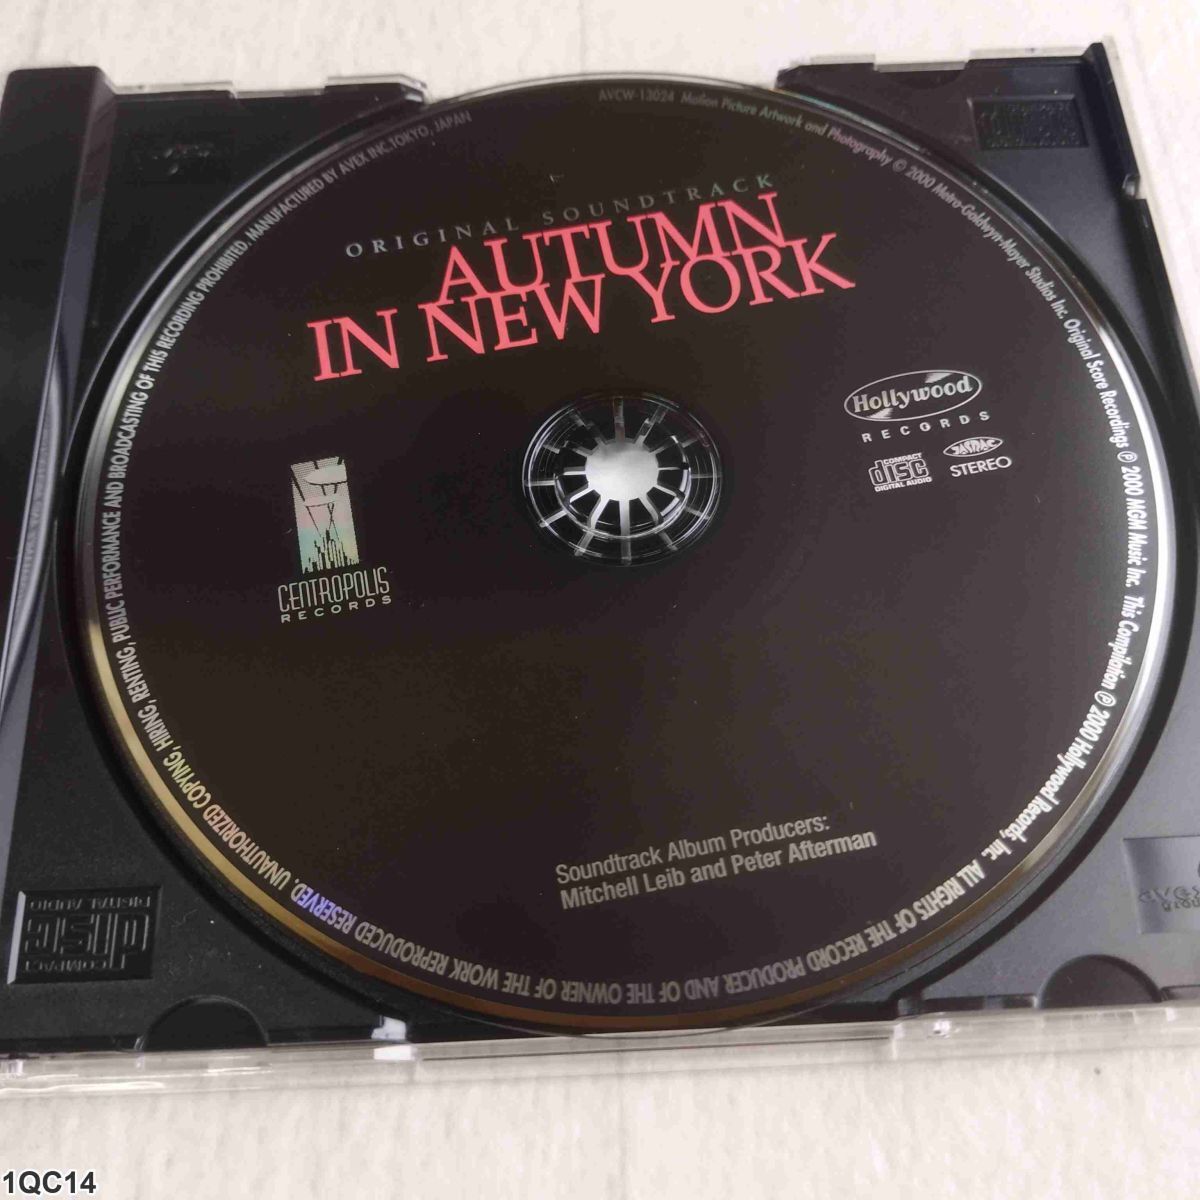 AVCW-13024 Motion Picture Artwork and Photography © 2000 Metro-Goldwyn-Mayer Studios Inc. Original Score Recordings ℗ 2000 MGM Music Inc. This Compilation ℗ 2000 Hollywood Records, Inc. ALL RIGHTS OF THE RECORD PRODUCER AND OF THE OWNER OF THE WORK REPRODUCED RESERVED. UNAUTHORIZED COPYING, HIRING, RENTING, PUBLIC PERFORMANCE AND BROADCASTING OF THIS RECORDING PROHIBITED. MANUFACTURED BY AVEX INC. TOKYO, JAPAN
ORIGINAL SOUNDTRACK
AUTUMN
IN NEW YORK
Hollywood
RECORDS
COMPACT
disc
DIGITAL AUDIO
JASRAC
STEREO
CENTROPOLIS
RECORDS
Soundtrack Album Producers:
Mitchell Leib and Peter Afterman
COMPACT
disc
DIGITAL AUDIO
1QC14